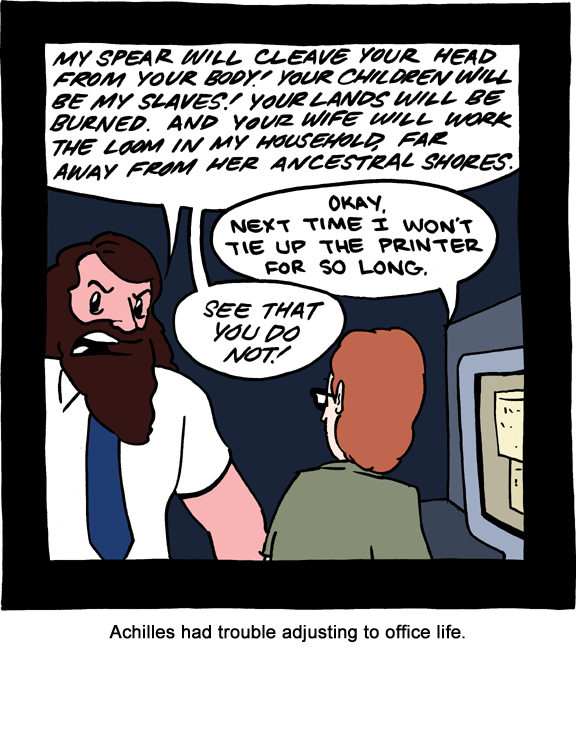 MY SPEAR WILL CLEAVE YOUR HEAD
FROM YOUR BODY! YOUR CHILDREN WILL
BE MY SLAVES! YOUR LANDS WILL BE
BURNED. AND YOUR WIFE WILL WORK
THE LOOM IN MY HOUSEHOLD, FAR
AWAY FROM HER ANCESTRAL SHORES.
OKAY,
NEXT TIME I WON'T
TIE UP THE PRINTER
FOR SO LONG.
SEE THAT
YOU DO
NOT!
Achilles had trouble adjusting to office life.